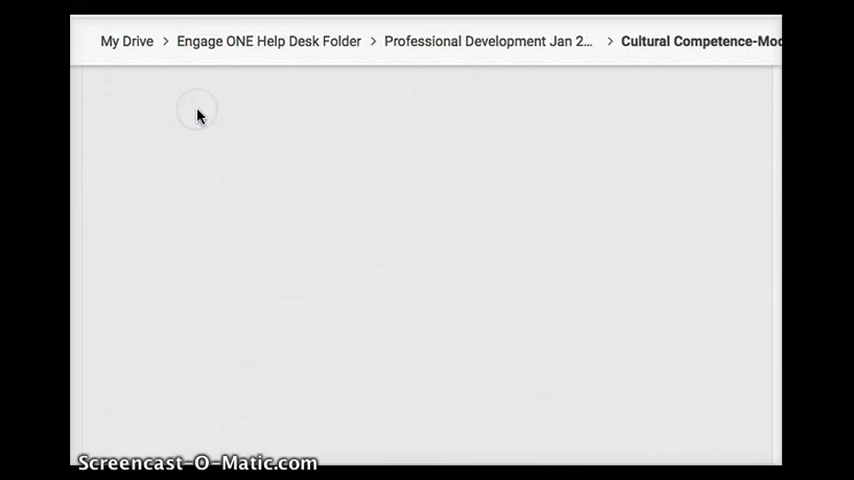 My Drive > Engage ONE Help Desk Folder > Professional Development Jan 2... > Cultural Competence-Mod
Screencast-O-Matic.com